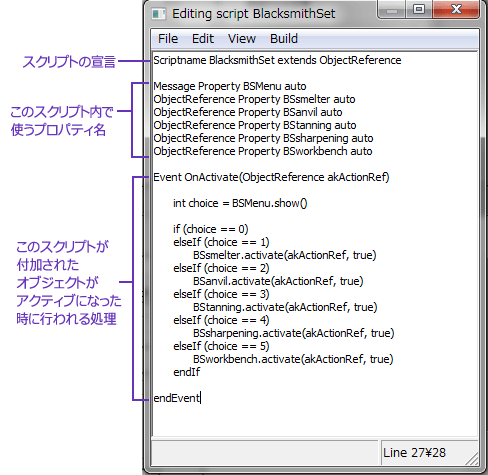 Editing script BlacksmithSet
File Edit View Build
スクリプトの宣言
Scriptname BlacksmithSet extends ObjectReference
このスクリプト内で
使うプロパティ名
Message Property BSMenu auto
ObjectReference Property BSsmelter auto
ObjectReference Property BSanvil auto
ObjectReference Property BStanning auto
ObjectReference Property BSsharpening auto
ObjectReference Property BSworkbench auto
このスクリプトが
付加された
オブジェクトが
アクティブになった
時に行われる処理
Event OnActivate(ObjectReference akActionRef)
int choice = BSMenu.show()
if (choice == 0)
elseIf (choice == 1)
BSsmelter.activate(akActionRef, true)
elseIf (choice == 2)
BSanvil.activate(akActionRef, true)
elseIf (choice == 3)
BStanning.activate(akActionRef, true)
elseIf (choice == 4)
BSsharpening.activate(akActionRef, true)
elseIf (choice == 5)
BSworkbench.activate(akActionRef, true)
endIf
endEvent
Line 27¥28